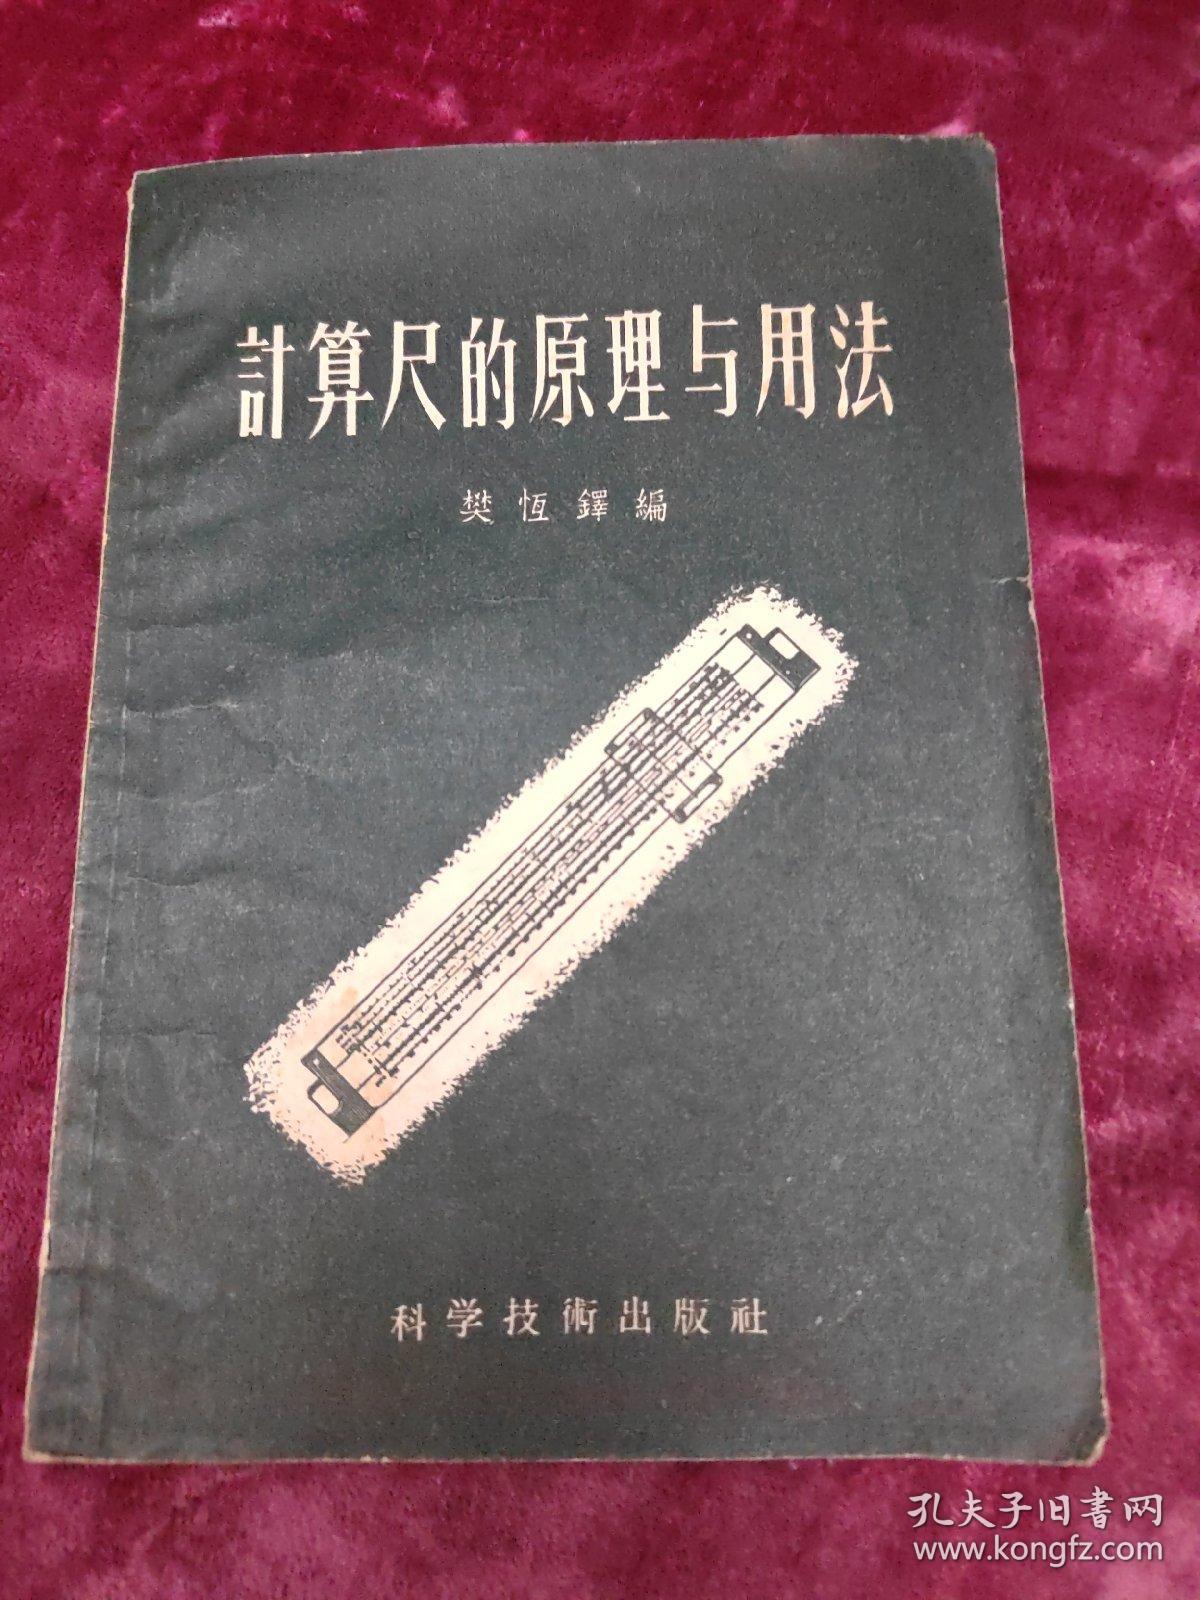 計算尺的原理与用法
樊恆鐸編
科学技術出版社
孔夫子旧書网
www.kongfz.com